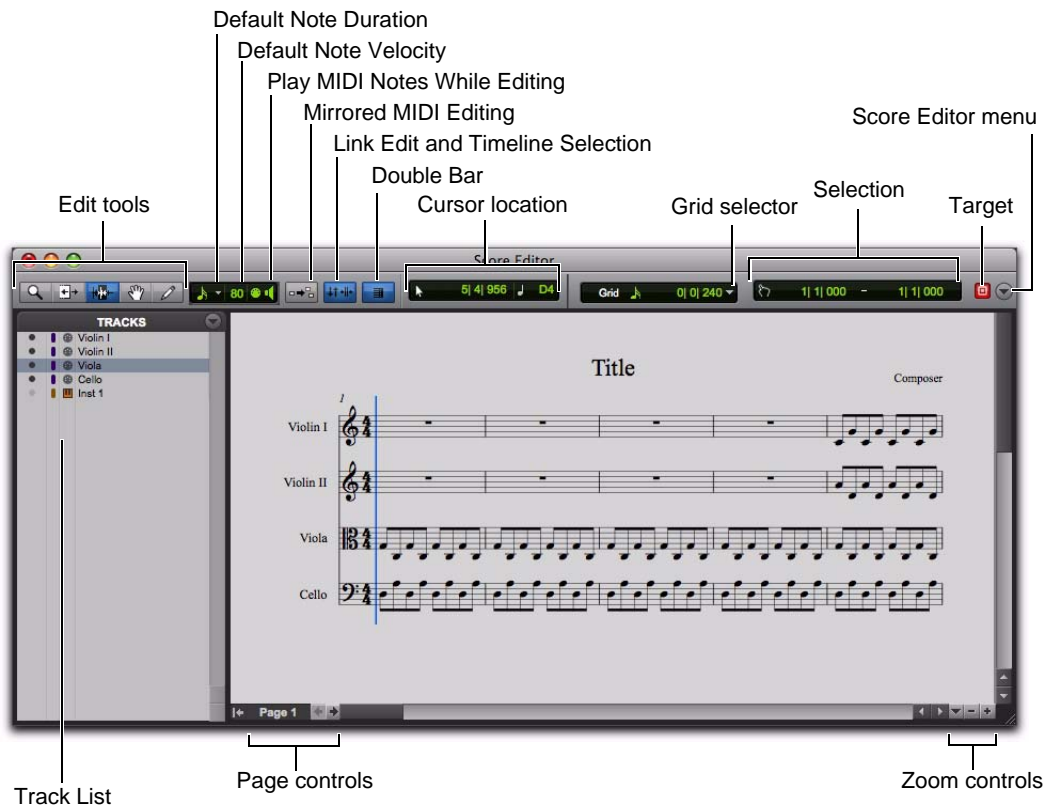 Default Note Duration
Default Note Velocity
Play MIDI Notes While Editing
Mirrored MIDI Editing
Score Editor menu
Link Edit and Timeline Selection
Double Bar
Selection
Edit tools
Cursor location
Grid selector
Target
Score Editor
80
5| 4| 956
D4
Grid
0| 0| 240
1| 1| 000 - 1| 1| 000
TRACKS
Violin I
Violin II
Viola
Cello
Inst 1
Title
Composer
1
Violin I
Violin II
Viola
Cello
Page 1
Page controls
Zoom controls
Track List